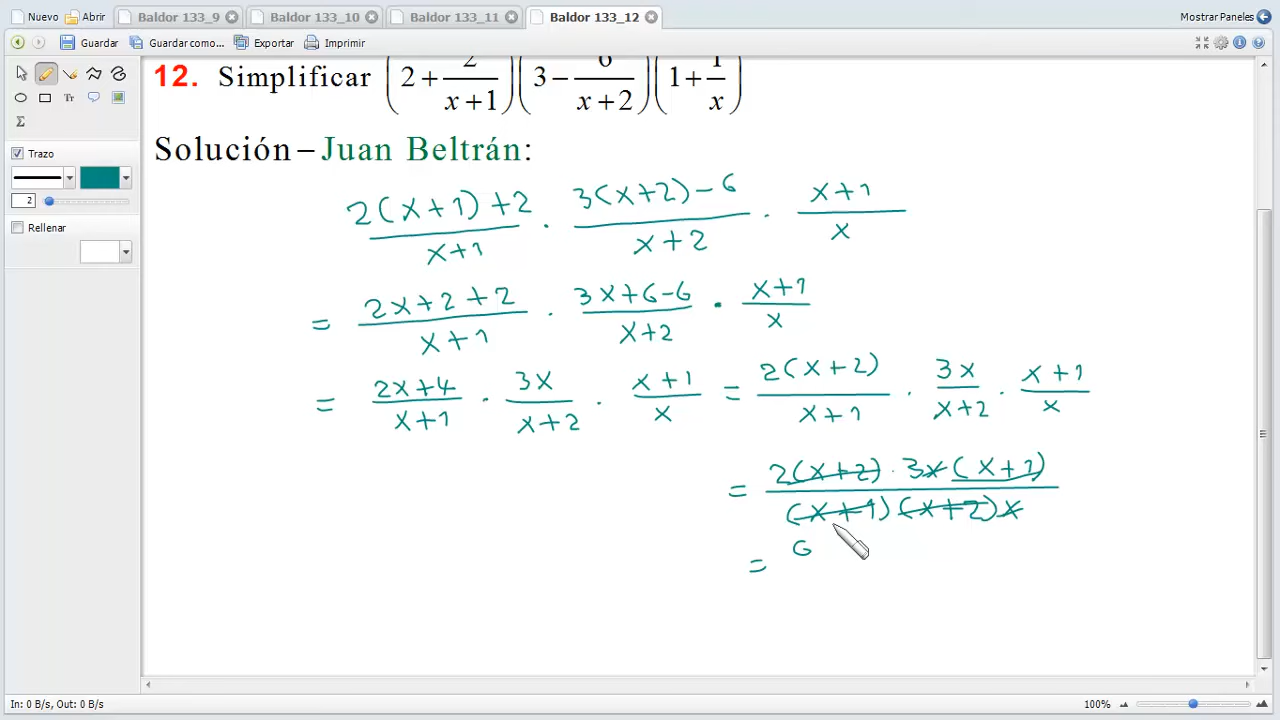 Nuevo Abrir Baldor 133_9 Baldor 133_10 Baldor 133_11 Baldor 133_12 Mostrar Paneles
Guardar Guardar como... Exportar Imprimir
12. Simplificar (2 + 2/(x+1))(3 − 6/(x+2))(1 + 1/x)
Tr
Σ
Solución – Juan Beltrán:
Trazo
2
Rellenar
(2(x+1)+2)/(x+1) · (3(x+2)−6)/(x+2) · (x+1)/x
= (2x+2+2)/(x+1) · (3x+6−6)/(x+2) · (x+1)/x
= (2x+4)/(x+1) · 3x/(x+2) · (x+1)/x = 2(x+2)/(x+1) · 3x/(x+2) · (x+1)/x
= (2(x+2) · 3x(x+1))/((x+1)(x+2)x)
= 6
In: 0 B/s, Out: 0 B/s 100%